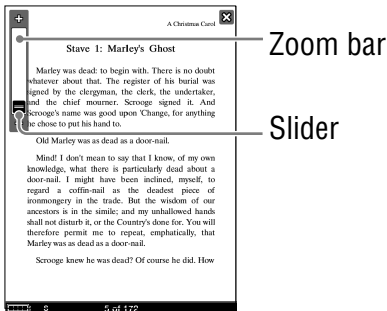 A Christmas Carol
Zoom bar
Stave 1: Marley's Ghost
Marley was dead: to begin with. There is no doubt
whatever about that. The register of his burial was
signed by the clergyman, the clerk, the undertaker,
and the chief mourner. Scrooge signed it. And
Scrooge's name was good upon 'Change, for anything
he chose to put his hand to.
Slider
Old Marley was as dead as a door-nail.
Mind! I don't mean to say that I know, of my own
knowledge, what there is particularly dead about a
door-nail. I might have been inclined, myself, to
regard a coffin-nail as the deadest piece of
ironmongery in the trade. But the wisdom of our
ancestors is in the simile; and my unhallowed hands
shall not disturb it, or the Country's done for. You will
therefore permit me to repeat, emphatically, that
Marley was as dead as a door-nail.
Scrooge knew he was dead? Of course he did. How
5 of 172